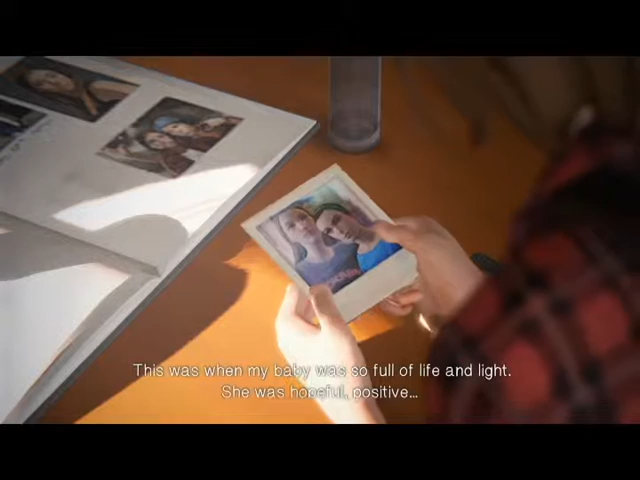 This was when my baby was so full of life and light.
She was hopeful, positive...